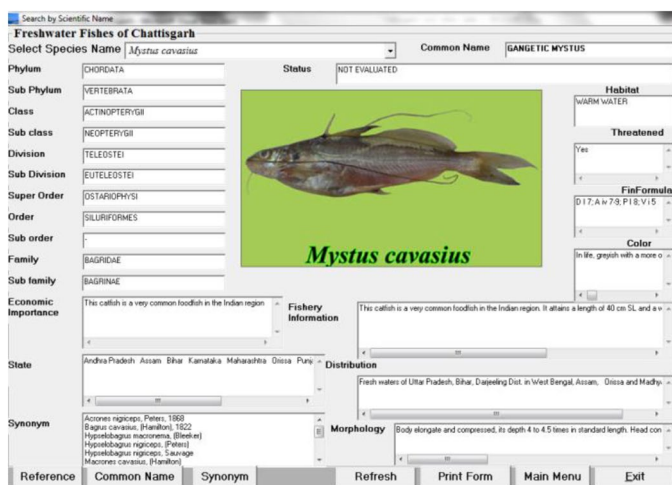 Search by Scientific Name
Freshwater Fishes of Chattisgarh
Select Species Name Mystus cavasius Common Name GANGETIC MYSTUS
Phylum CHORDATA Status NOT EVALUATED
Sub Phylum VERTEBRATA Habitat
WARM WATER
Class ACTINOPTERYGII
Sub class NEOPTERYGII Threatened
Yes
Division TELEOSTEI
Sub Division EUTELEOSTEI
Super Order OSTARIOPHYSI FinFormula
D I 7; A iv 7-9; P I 8; V i 5
Order SILURIFORMES
Sub order - Color
Mystus cavasius
In life, greyish with a more o
Family BAGRIDAE
Sub family BAGRINAE
Economic Importance This catfish is a very common foodfish in the Indian region
Fishery Information This catfish is a very common foodfish in the Indian region. It attains a length of 40 cm SL and a w
State Andhra Pradesh Assam Bihar Karnataka Maharashtra Orissa Punj
Distribution
Fresh waters of Uttar Pradesh, Bihar, Darjeeling Dist. in West Bengal, Assam, Orissa and Madhy
Synonym
Acrones nigriceps, Peters, 1868
Bagrus cavasius, (Hamilton), 1822
Hypselobagrus macronema, (Bleeker)
Hypselobagrus nigriceps, (Peters)
Hypselobagrus nigriceps, Sauvage
Macrones cavasius, (Hamilton)
Morphology Body elongate and compressed, its depth 4 to 4.5 times in standard length. Head con
Reference Common Name Synonym Refresh Print Form Main Menu Exit